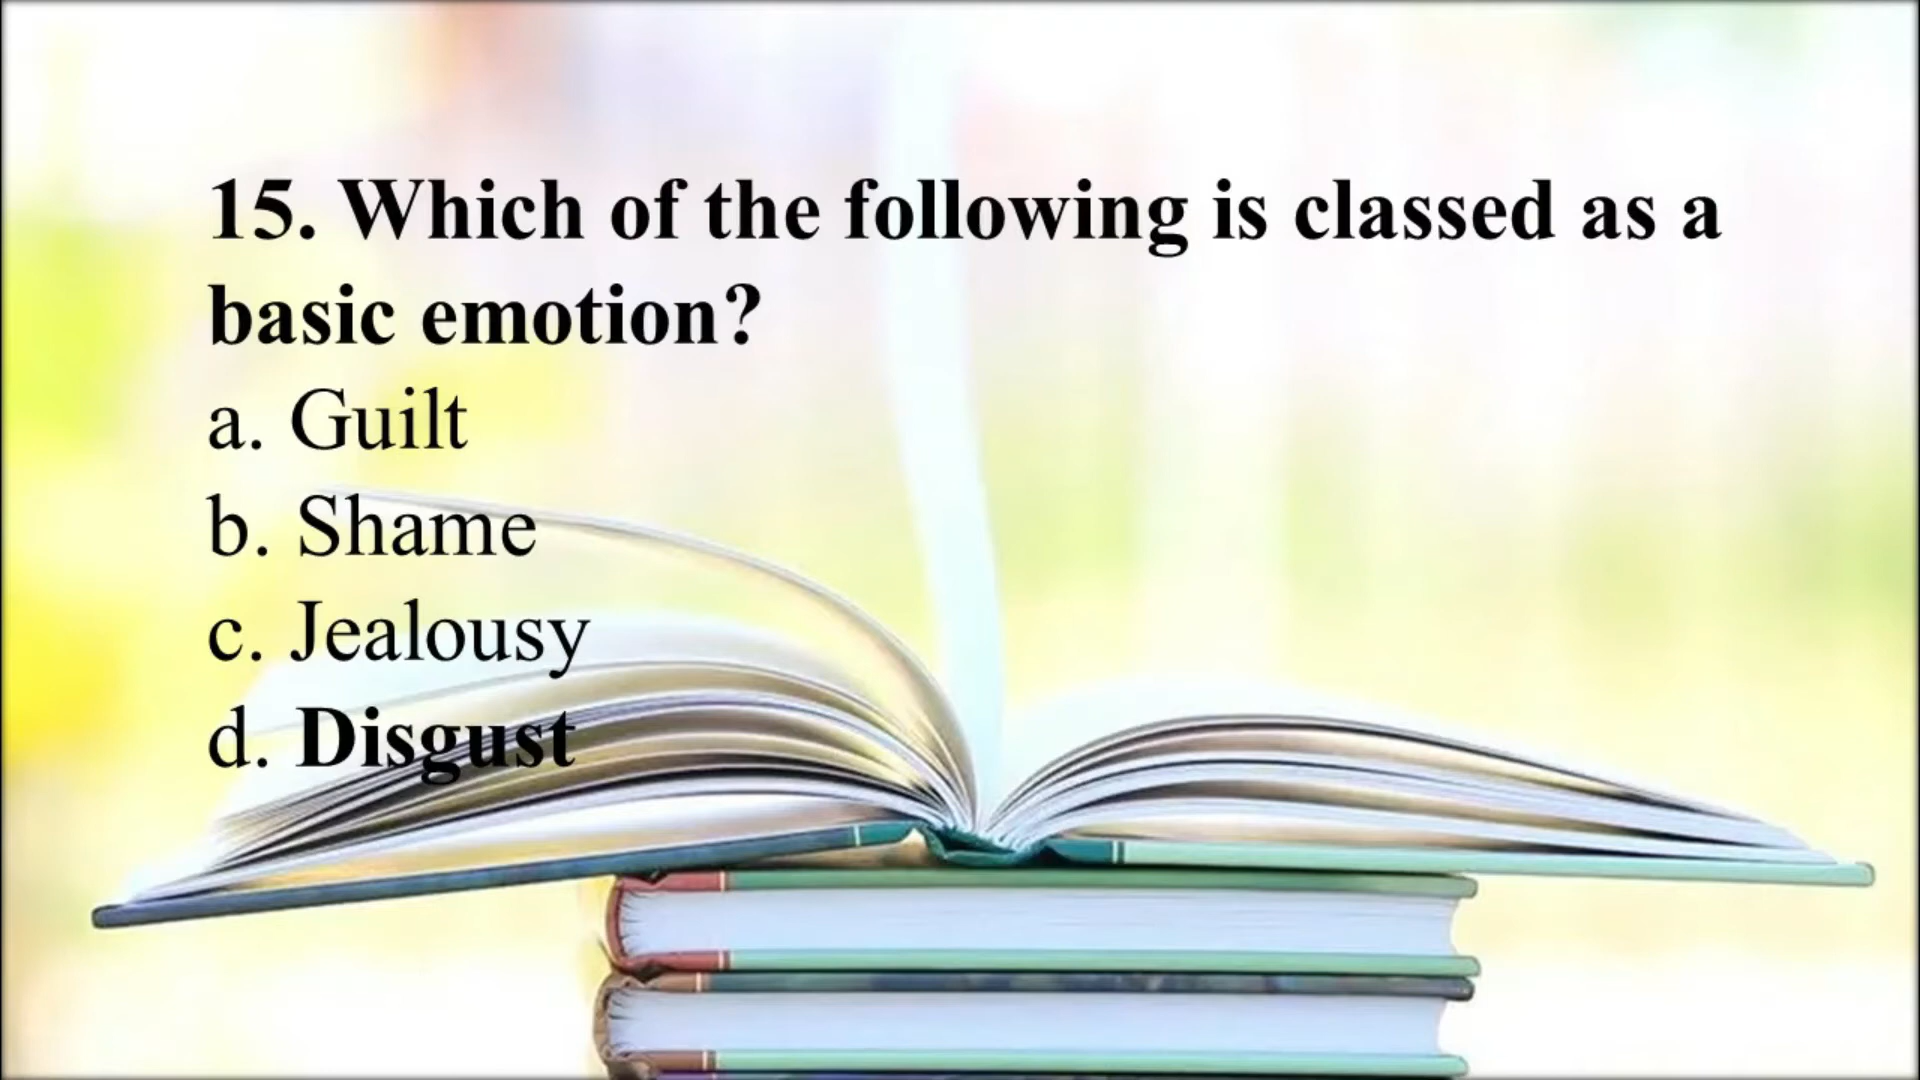 15. Which of the following is classed as a
basic emotion?
a. Guilt
b. Shame
c. Jealousy
d. Disgust